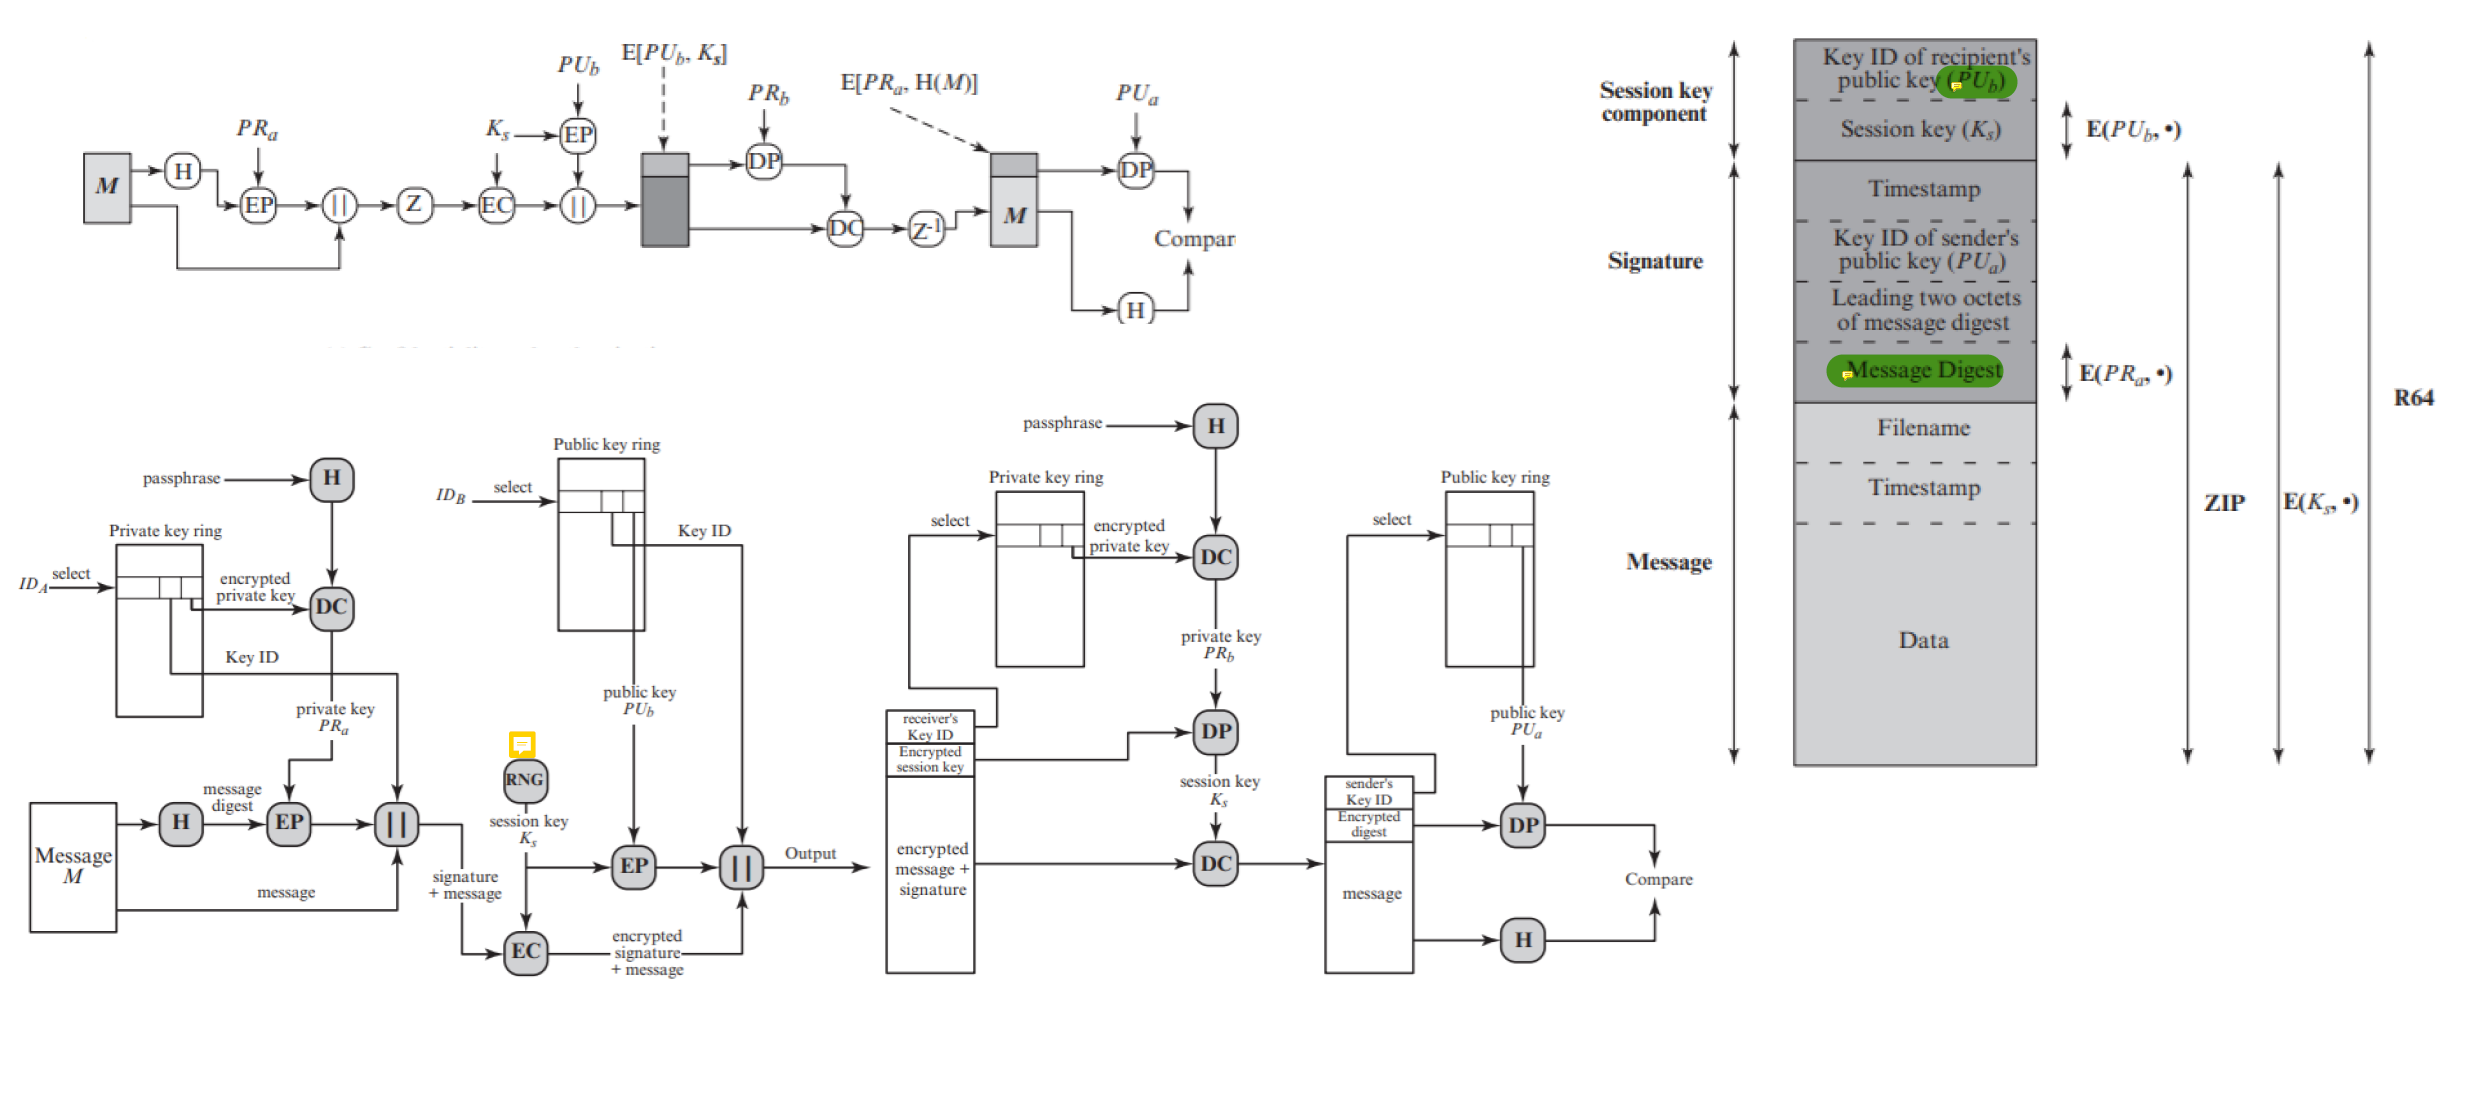 PU_b
E[PU_b, K_s]
PR_b
E[PR_a, H(M)]
PU_a
PR_a
K_s
EP
M
H
EP
||
Z
EC
||
DP
DC
Z-1
M
DP
Compar
H
passphrase
H
Private key ring
ID_A
select
encrypted
private key
DC
Key ID
private key
PR_a
Message
M
H
message
digest
EP
||
message
signature
+ message
Public key ring
ID_B
select
Key ID
public key
PU_b
RNG
session key
K_s
EP
||
Output
EC
encrypted
signature
+ message
passphrase
H
Private key ring
select
encrypted
private key
DC
private key
PR_b
receiver's
Key ID
Encrypted
session key
encrypted
message +
signature
DP
session key
K_s
DC
Public key ring
select
public key
PU_a
sender's
Key ID
Encrypted
digest
message
DP
Compare
H
Session key
component
Key ID of recipient's
public key (PU_b)
Session key (K_s)
E(PU_b, •)
Signature
Timestamp
Key ID of sender's
public key (PU_a)
Leading two octets
of message digest
Message Digest
E(PR_a, •)
Message
Filename
Timestamp
Data
ZIP
E(K_s, •)
R64